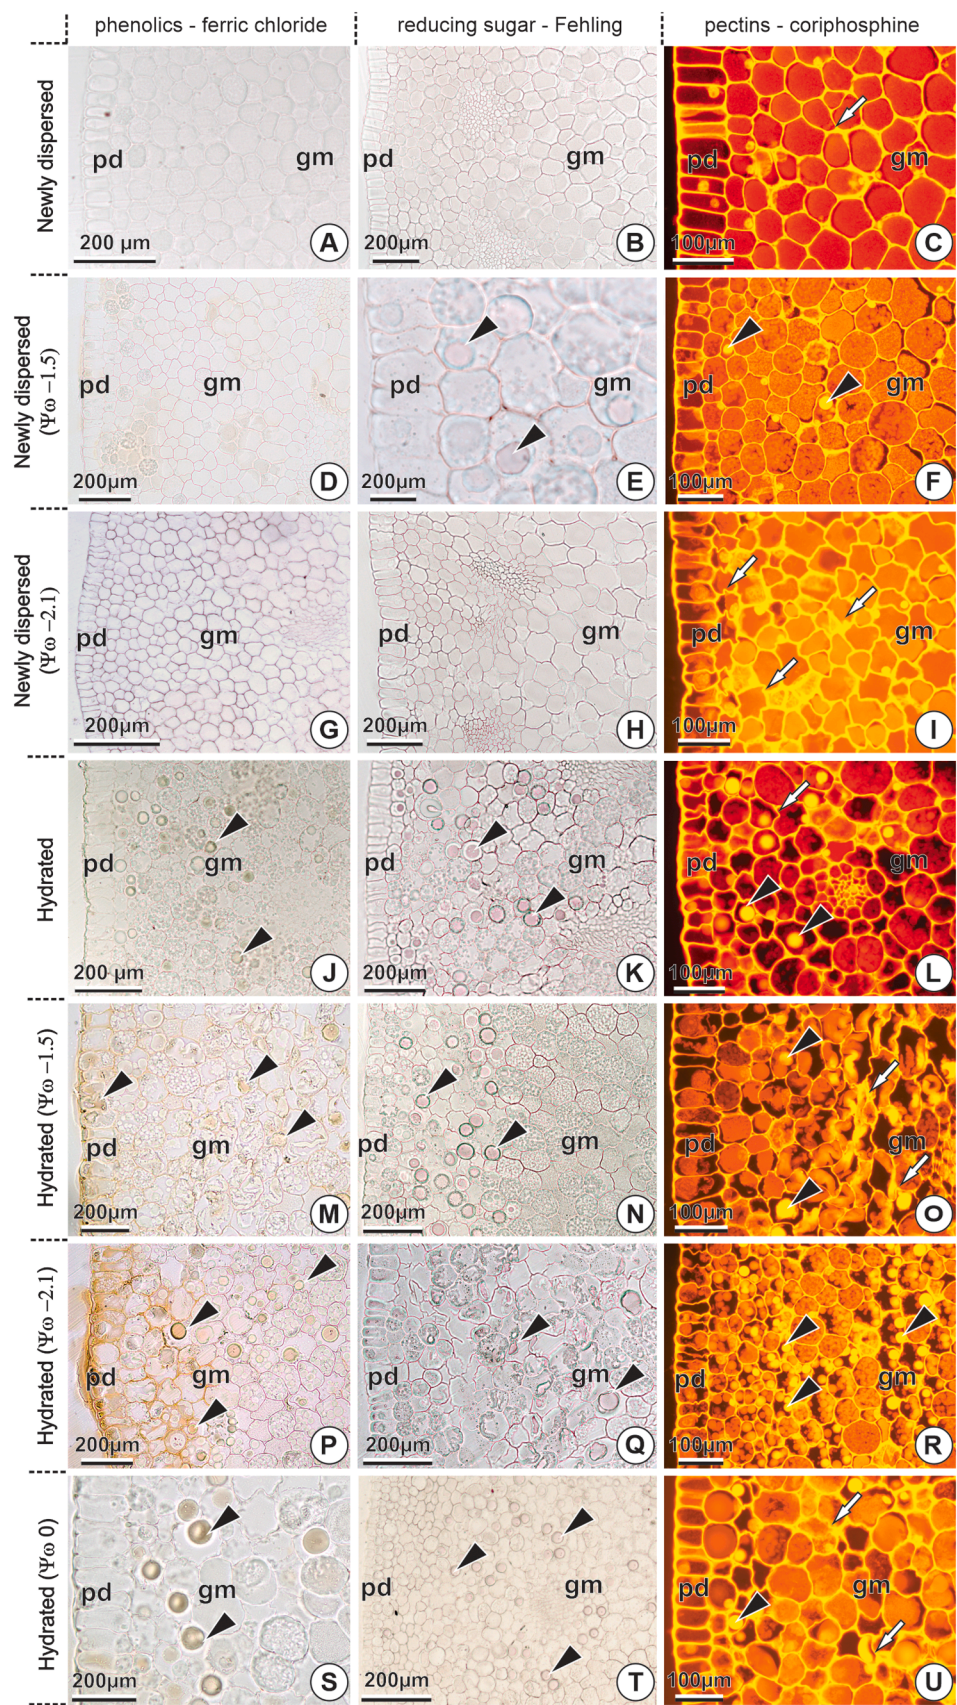 phenolics - ferric chloride
reducing sugar - Fehling
pectins - coriphosphine
Newly dispersed
pd
gm
200 µm
A
pd
gm
200µm
B
pd
gm
100µm
C
Newly dispersed
(Ψω −1.5)
pd
gm
200µm
D
pd
gm
200µm
E
pd
gm
100µm
F
Newly dispersed
(Ψω −2.1)
pd
gm
200µm
G
pd
gm
200µm
H
pd
gm
100µm
I
Hydrated
pd
gm
200 µm
J
pd
gm
200µm
K
pd
gm
100µm
L
Hydrated (Ψω −1.5)
pd
gm
200µm
M
pd
gm
200µm
N
pd
gm
100µm
O
Hydrated (Ψω −2.1)
pd
gm
200µm
P
gm
200µm
Q
pd
gm
100µm
R
Hydrated (Ψω 0)
pd
gm
200µm
S
pd
gm
200µm
T
pd
gm
100µm
U